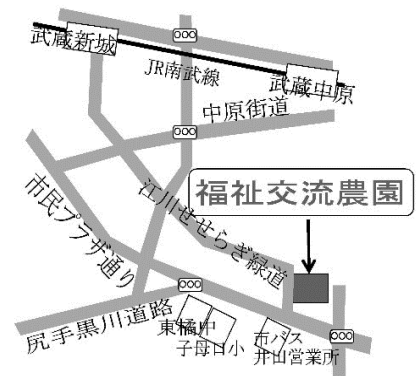 武蔵新城
JR南武線
武蔵中原
中原街道
福祉交流農園
江川せせらぎ緑道
市民プラザ通り
尻手黒川道路
東橘中
子母口小
市バス
井田営業所